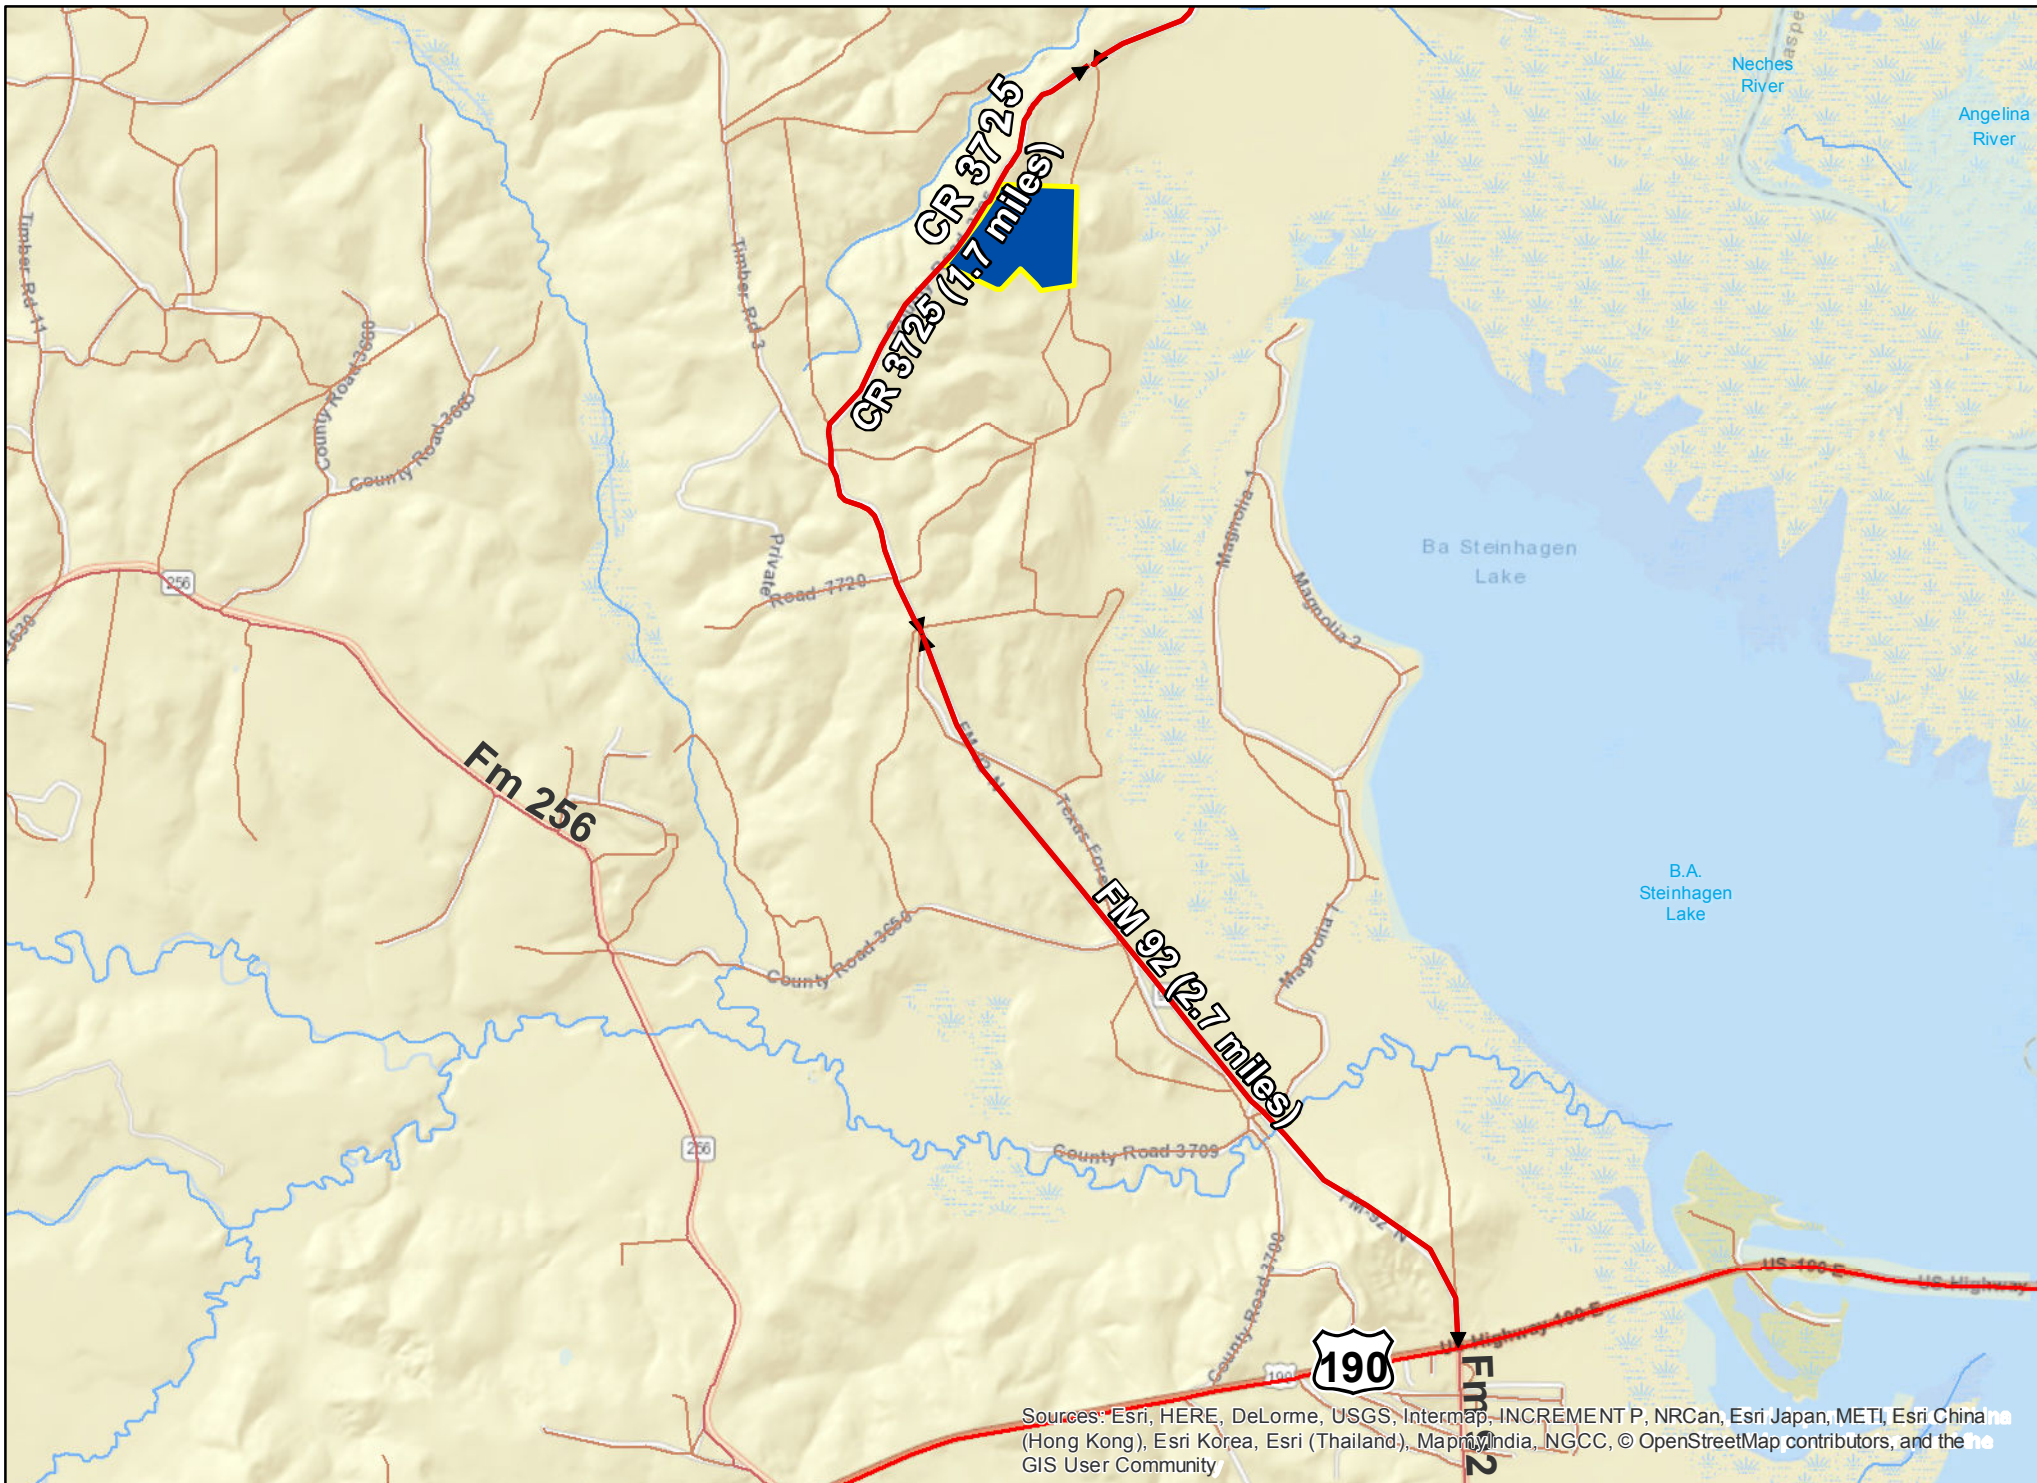 Neches
River
Angelina
River
CR 3725
CR 3725 (1.7 miles)
Timber Rd 11
Timber Rd 3
County Road 3660
County Road 3665
256
Private
Road 7720
Magnolia 1
Magnolia 2
Ba Steinhagen
Lake
Fm 256
FM 92 N
B.A.
Steinhagen
Lake
County Road 3650
FM 92 (2.7 miles)
Magnolia 1
256
County Road 3709
FM-92 N
County Road 3700
US-190 E
US Highway
US Highway 190 E
190
190
Fm 92
Sources: Esri, HERE, DeLorme, USGS, Intermap, INCREMENT P, NRCan, Esri Japan, METI, Esri China
(Hong Kong), Esri Korea, Esri (Thailand), MapmyIndia, NGCC, © OpenStreetMap contributors, and the
GIS User Community